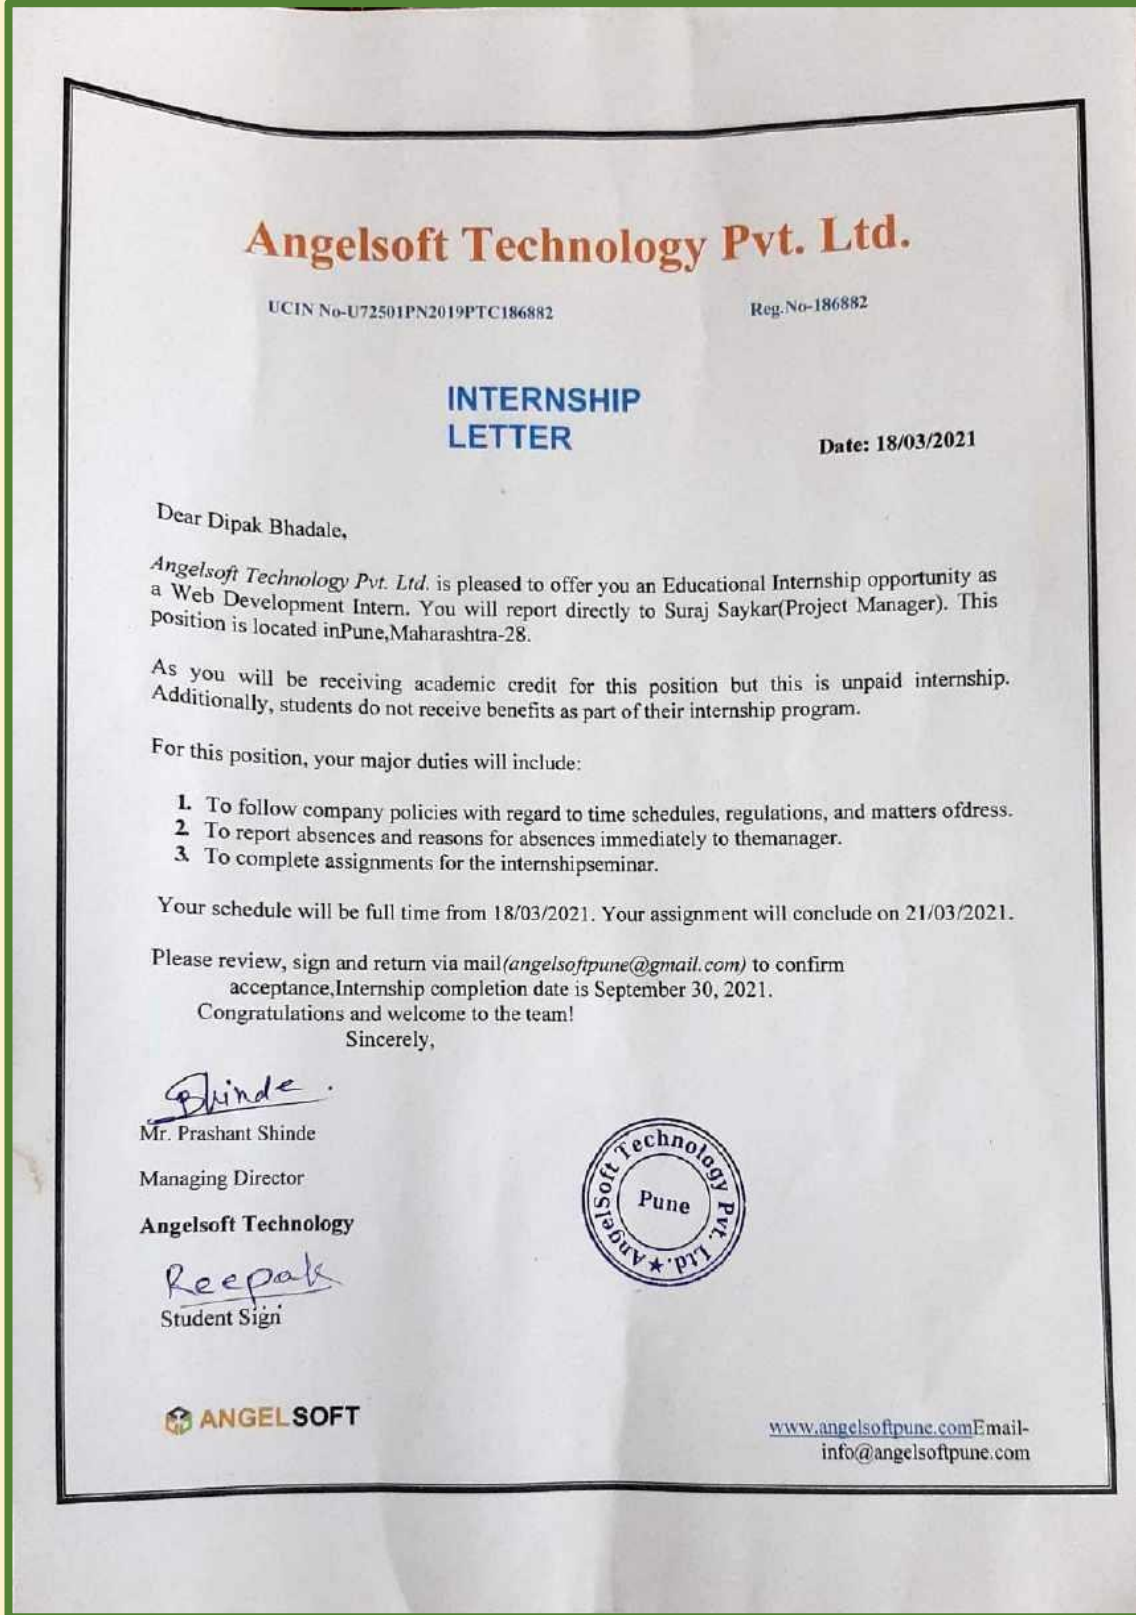 Angelsoft Technology Pvt. Ltd.
UCIN No-U72501PN2019PTC186882 Reg.No-186882
INTERNSHIP
LETTER
Date: 18/03/2021
Dear Dipak Bhadale,
Angelsoft Technology Pvt. Ltd. is pleased to offer you an Educational Internship opportunity as
a Web Development Intern. You will report directly to Suraj Saykar(Project Manager). This
position is located inPune,Maharashtra-28.
As you will be receiving academic credit for this position but this is unpaid internship.
Additionally, students do not receive benefits as part of their internship program.
For this position, your major duties will include:
1. To follow company policies with regard to time schedules, regulations, and matters ofdress.
2. To report absences and reasons for absences immediately to themanager.
3. To complete assignments for the internshipseminar.
Your schedule will be full time from 18/03/2021. Your assignment will conclude on 21/03/2021.
Please review, sign and return via mail(angelsoftpune@gmail.com) to confirm
acceptance,Internship completion date is September 30, 2021.
Congratulations and welcome to the team!
Sincerely,
Shinde.
Mr. Prashant Shinde
Managing Director
Angelsoft Technology
Reepak
Student Sign
AngelSoft Technology Pvt. Ltd. ★
Pune
ANGELSOFT
www.angelsoftpune.comEmail-
info@angelsoftpune.com